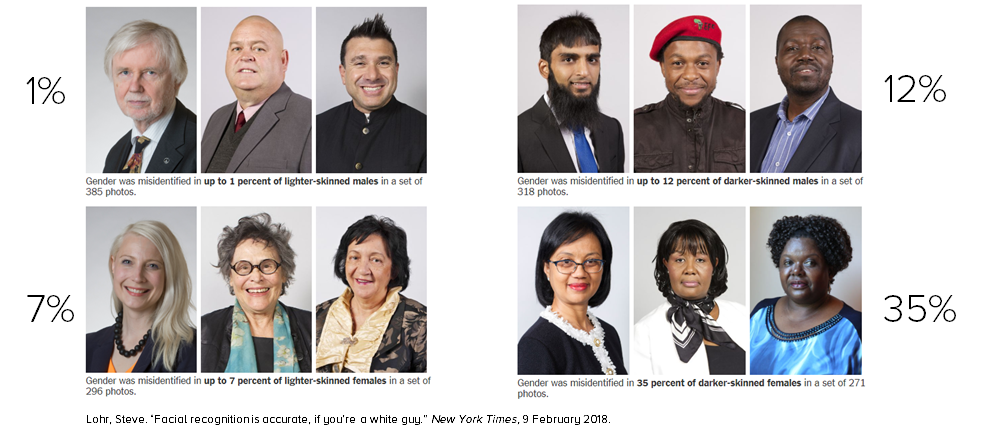 1%
12%
Gender was misidentified in up to 1 percent of lighter-skinned males in a set of
385 photos.
Gender was misidentified in up to 12 percent of darker-skinned males in a set of
318 photos.
7%
35%
Gender was misidentified in up to 7 percent of lighter-skinned females in a set of
296 photos.
Gender was misidentified in 35 percent of darker-skinned females in a set of 271
photos.
Lohr, Steve. "Facial recognition is accurate, if you're a white guy." New York Times, 9 February 2018.